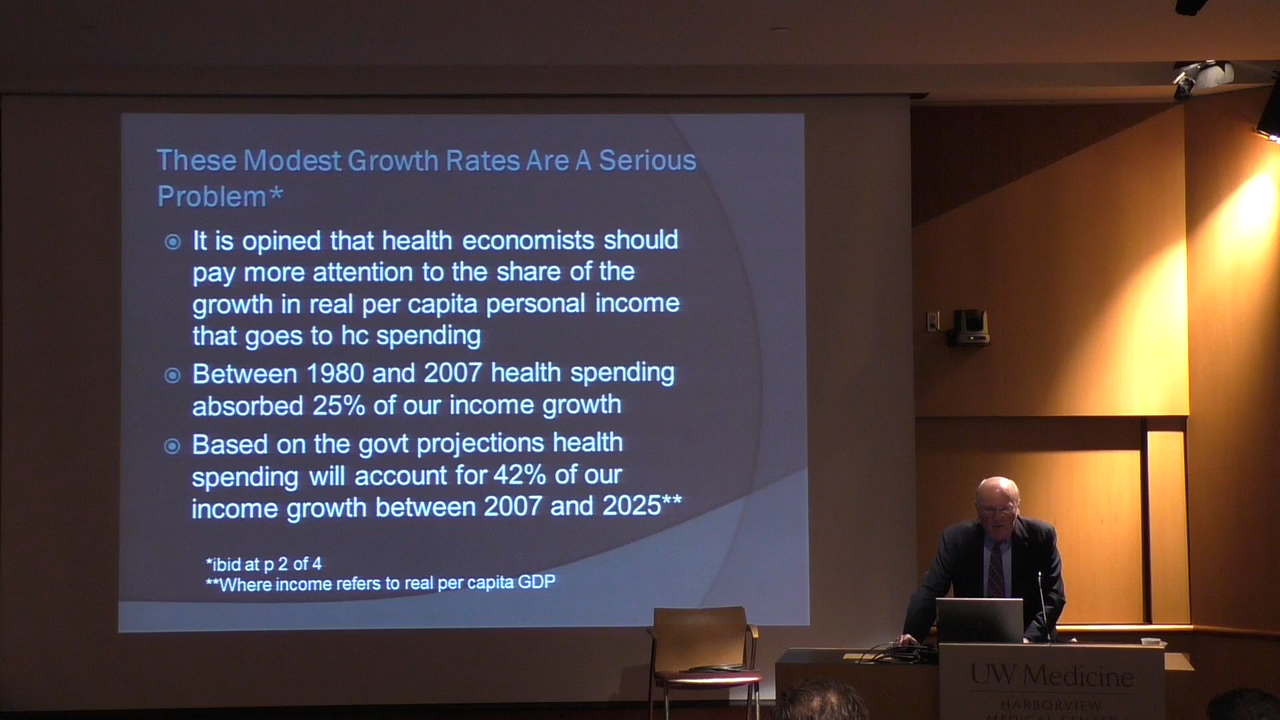 These Modest Growth Rates Are A Serious
Problem*
It is opined that health economists should
pay more attention to the share of the
growth in real per capita personal income
that goes to hc spending
Between 1980 and 2007 health spending
absorbed 25% of our income growth
Based on the govt projections health
spending will account for 42% of our
income growth between 2007 and 2025**
*ibid at p 2 of 4
**Where income refers to real per capita GDP
UW Medicine
HARBORVIEW